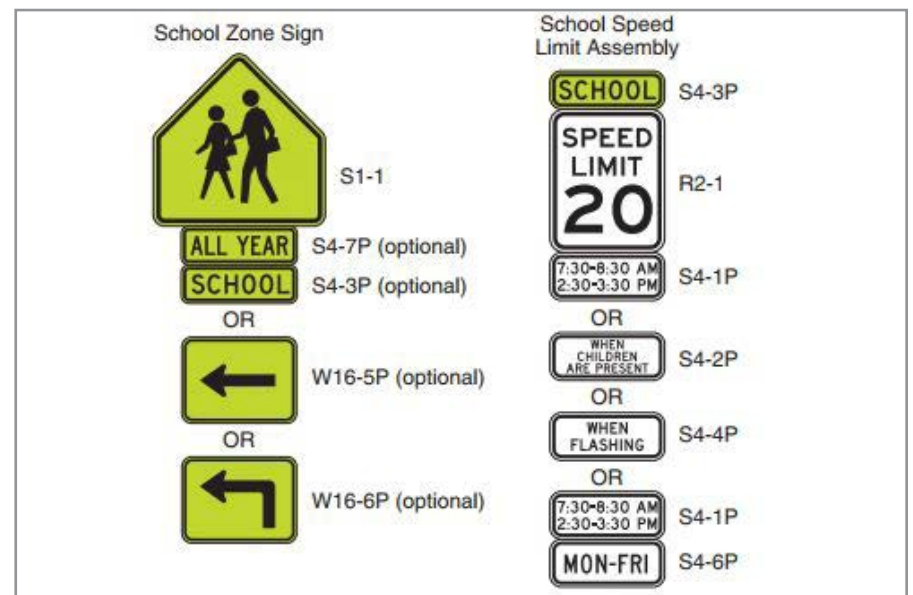 School Zone Sign
S1-1
ALL YEAR S4-7P (optional)
SCHOOL S4-3P (optional)
OR
W16-5P (optional)
OR
W16-6P (optional)
School Speed
Limit Assembly
SCHOOL S4-3P
SPEED
LIMIT
20
R2-1
7:30-8:30 AM
2:30-3:30 PM
S4-1P
OR
WHEN
CHILDREN
ARE PRESENT
S4-2P
OR
WHEN
FLASHING
S4-4P
OR
7:30-8:30 AM
2:30-3:30 PM
S4-1P
MON-FRI S4-6P